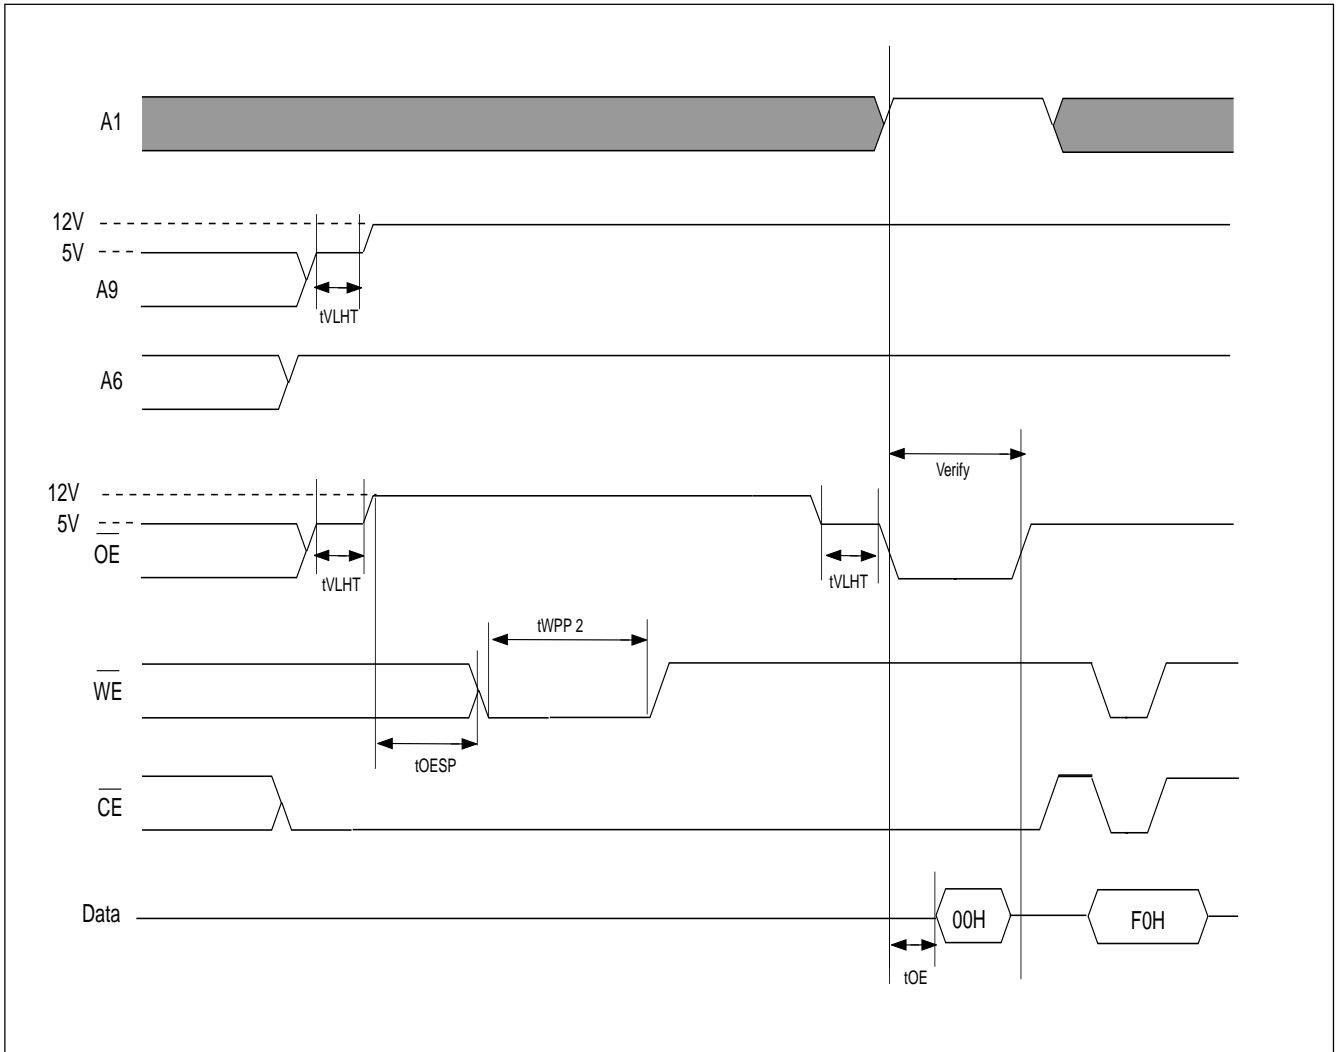 A1
12V
5V
A9
tVLHT
A6
Verify
12V
5V
OE
tVLHT
tVLHT
tWPP 2
WE
tOESP
CE
Data
00H
F0H
tOE